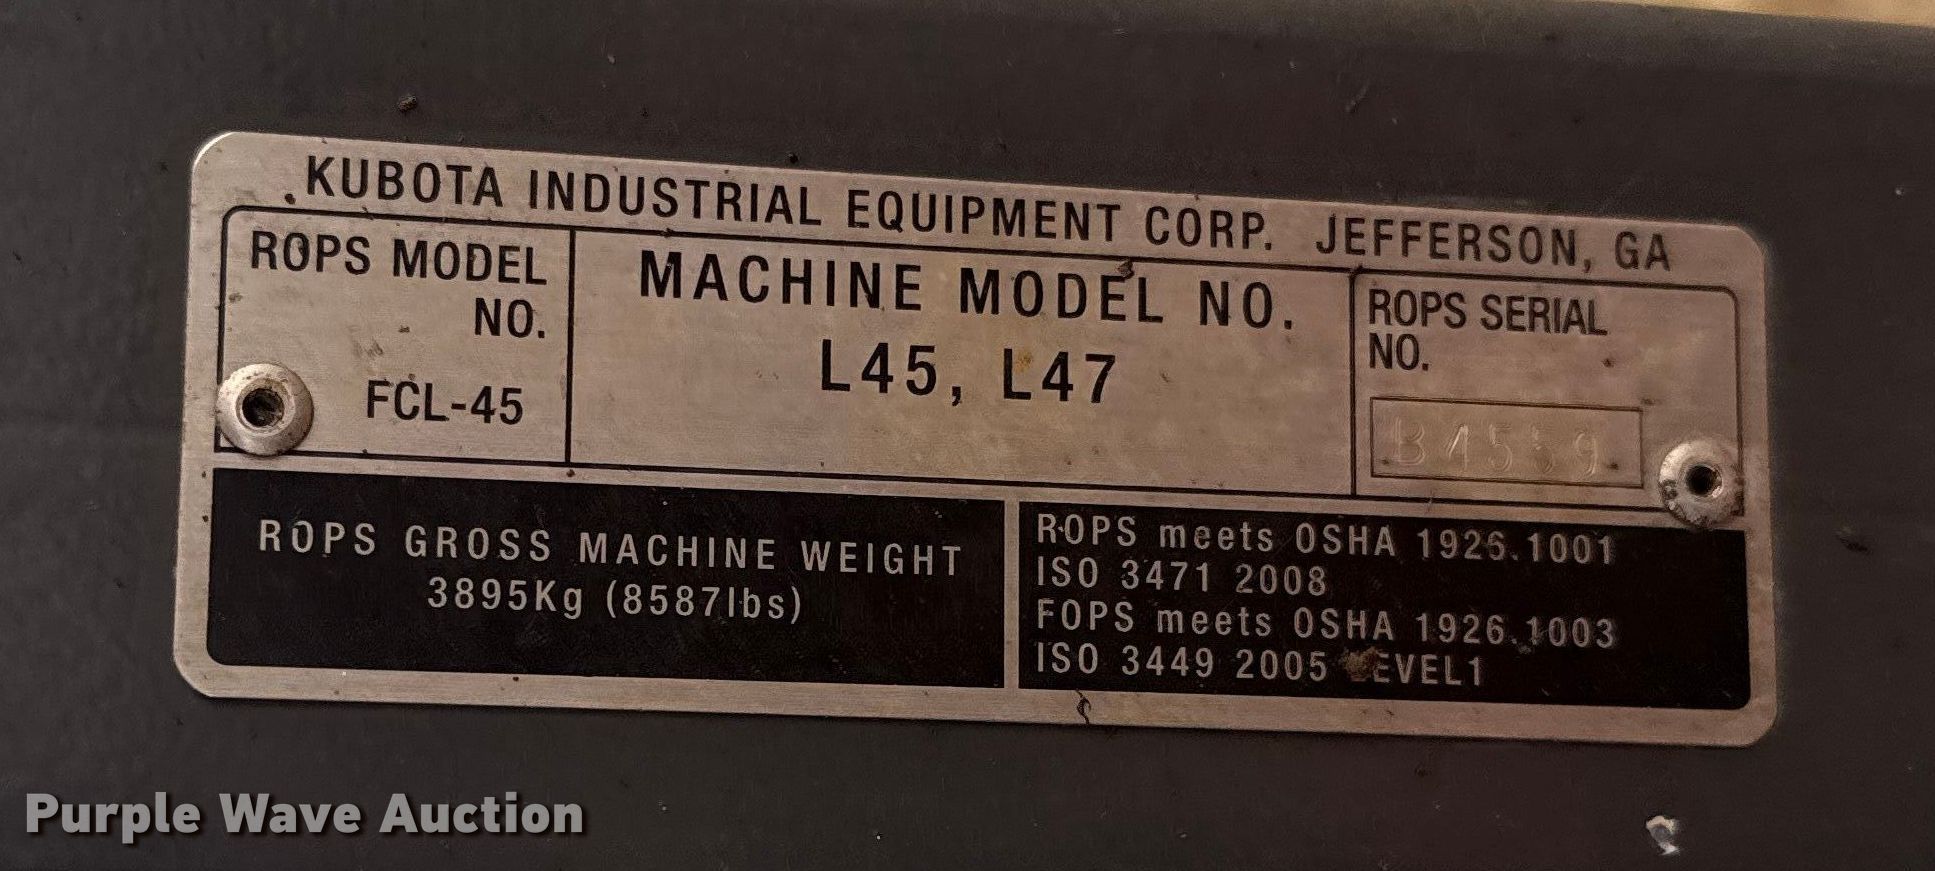 KUBOTA INDUSTRIAL EQUIPMENT CORP. JEFFERSON, GA
ROPS MODEL
NO.
FCL-45
MACHINE MODEL NO.
L45, L47
ROPS SERIAL
NO.
B4559
ROPS GROSS MACHINE WEIGHT
3895Kg (8587lbs)
ROPS meets OSHA 1926.1001
ISO 3471 2008
FOPS meets OSHA 1926.1003
ISO 3449 2005 LEVEL1
Purple Wave Auction